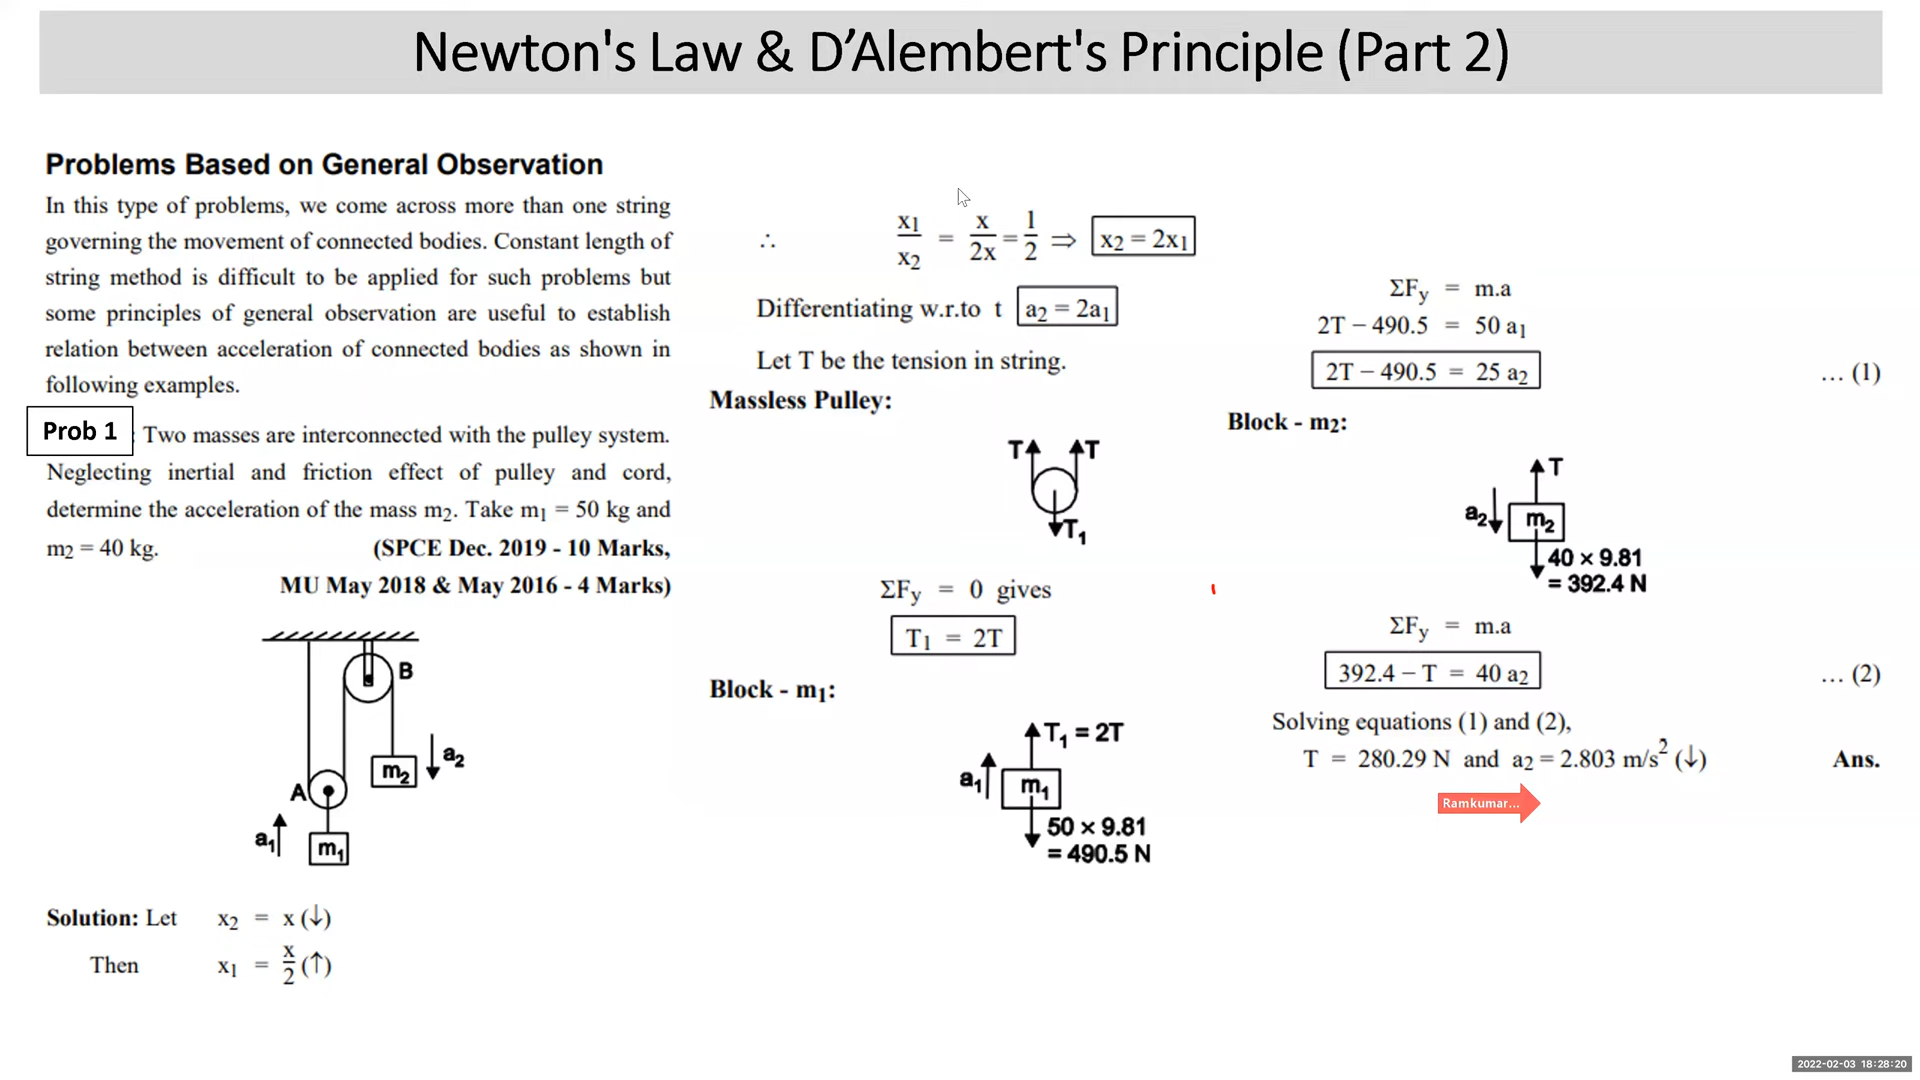 Newton's Law & D’Alembert's Principle (Part 2)
Problems Based on General Observation
In this type of problems, we come across more than one string
governing the movement of connected bodies. Constant length of
string method is difficult to be applied for such problems but
some principles of general observation are useful to establish
relation between acceleration of connected bodies as shown in
following examples.
Prob 1 : Two masses are interconnected with the pulley system.
Neglecting inertial and friction effect of pulley and cord,
determine the acceleration of the mass m₂. Take m₁ = 50 kg and
m₂ = 40 kg. (SPCE Dec. 2019 - 10 Marks,
MU May 2018 & May 2016 - 4 Marks)
B
a₂
m₂
A
a₁
m₁
Solution: Let x₂ = x (↓)
Then x₁ = x/2 (↑)
∴ x₁/x₂ = x/2x = 1/2 ⇒ x₂ = 2x₁
Differentiating w.r.to t a₂ = 2a₁
Let T be the tension in string.
Massless Pulley:
T T
T₁
ΣFy = 0 gives
T₁ = 2T
Block - m₁:
T₁ = 2T
a₁ m₁
50 × 9.81
= 490.5 N
ΣFy = m.a
2T − 490.5 = 50 a₁
2T − 490.5 = 25 a₂ … (1)
Block - m₂:
T
a₂ m₂
40 × 9.81
= 392.4 N
ΣFy = m.a
392.4 − T = 40 a₂ … (2)
Solving equations (1) and (2),
T = 280.29 N and a₂ = 2.803 m/s² (↓) Ans.
Ramkumar...
2022-02-03 18:28:20